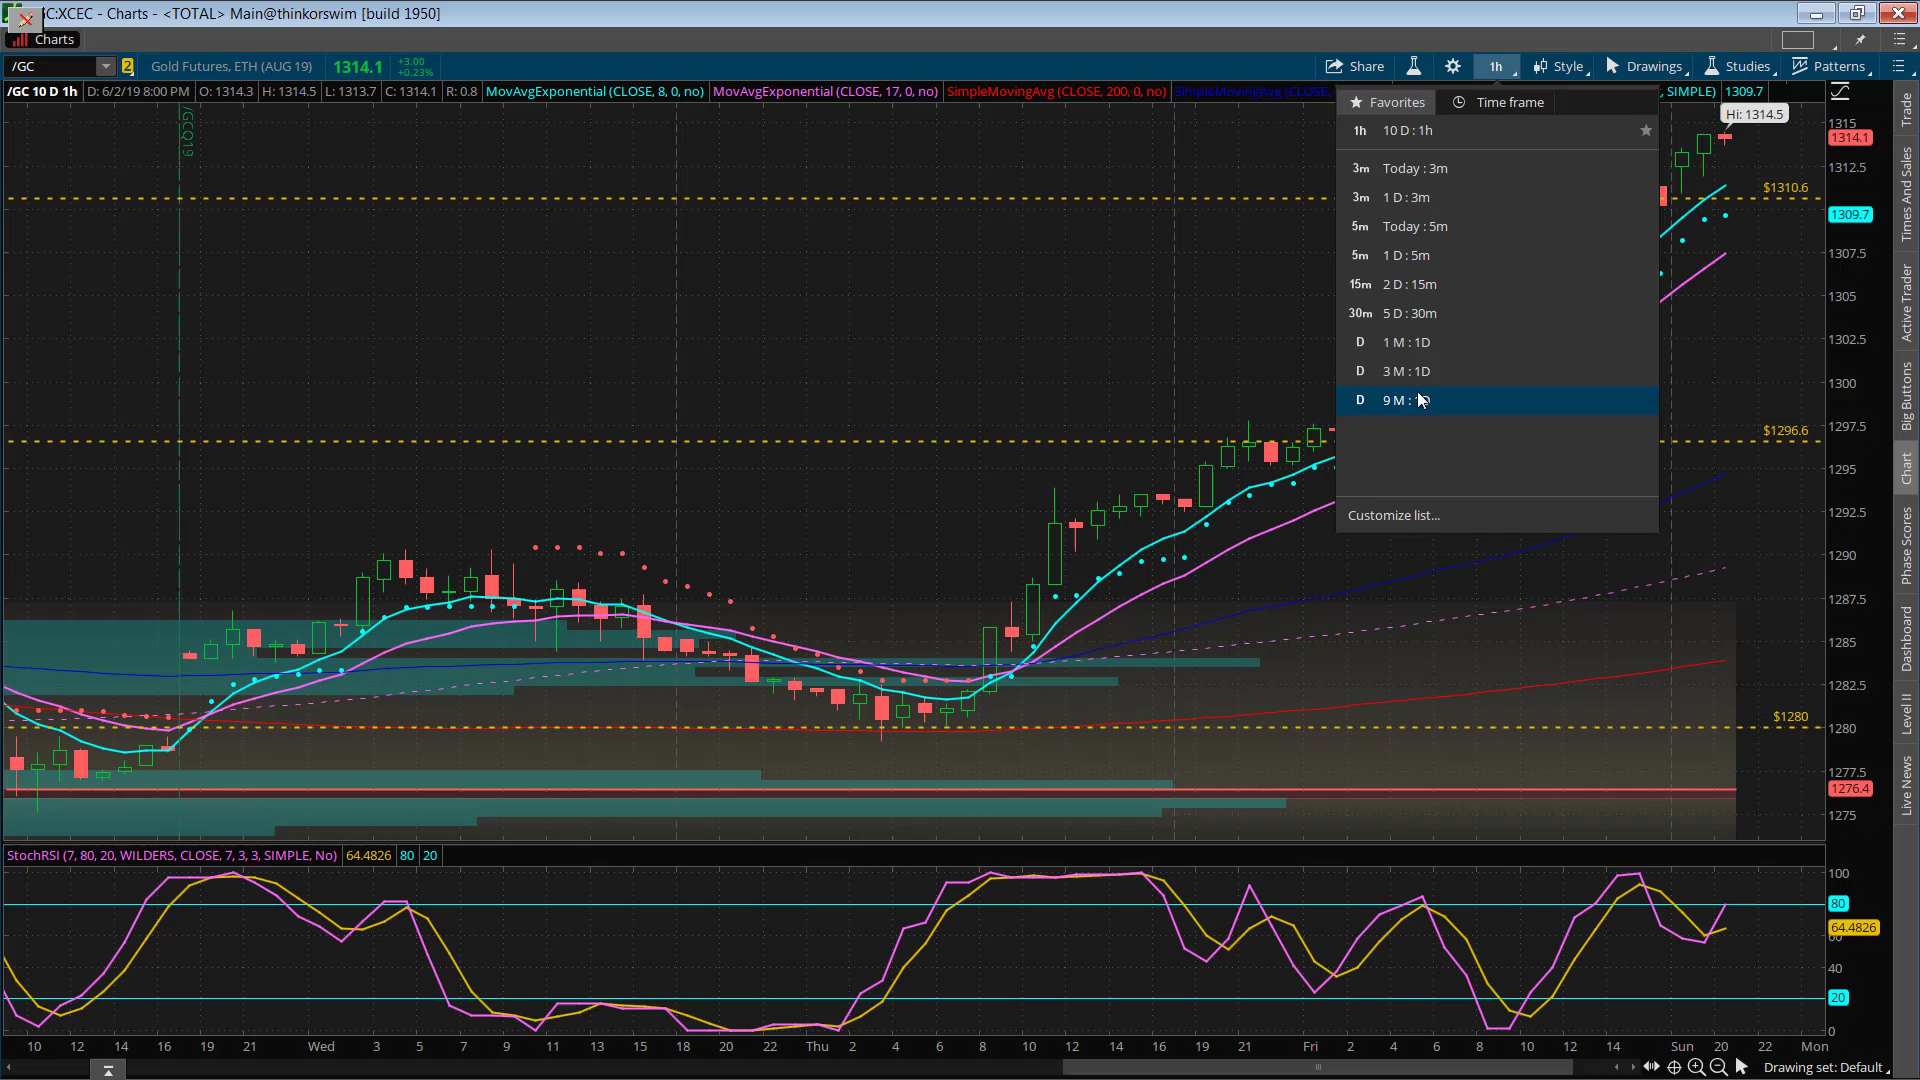 C:XCEC - Charts - <TOTAL> Main@thinkorswim [build 1950]
Charts
/GC
2
Gold Futures, ETH (AUG 19)
1314.1
+3.00
+0.23%
Share
1h
Style
Drawings
Studies
Patterns
/GC 10 D 1h
D: 6/2/19 8:00 PM
O: 1314.3
H: 1314.5
L: 1313.7
C: 1314.1
R: 0.8
MovAvgExponential (CLOSE, 8, 0, no)
MovAvgExponential (CLOSE, 17, 0, no)
SimpleMovingAvg (CLOSE, 200, 0, no)
SimpleMovingAvg (CLOSE,
, SIMPLE)
1309.7
Favorites
Time frame
1h 10 D : 1h
3m Today : 3m
3m 1 D : 3m
5m Today : 5m
5m 1 D : 5m
15m 2 D : 15m
30m 5 D : 30m
D 1 M : 1D
D 3 M : 1D
D 9 M :
Customize list...
/GCQ19
Hi: 1314.5
$1310.6
$1296.6
$1280
1315
1314.1
1312.5
1309.7
1307.5
1305
1302.5
1300
1297.5
1295
1292.5
1290
1287.5
1285
1282.5
1280
1277.5
1276.4
1275
StochRSI (7, 80, 20, WILDERS, CLOSE, 7, 3, 3, SIMPLE, No)
64.4826
80
20
100
80
64.4826
60
40
20
0
10 12 14 16 19 21 Wed 3 5 7 9 11 13 15 18 20 22 Thu 2 4 6 8 10 12 14 16 19 21 Fri 2 4 6 8 10 12 14 Sun 20 22 Mon
Drawing set: Default
Trade
Times And Sales
Active Trader
Big Buttons
Chart
Phase Scores
Dashboard
Level II
Live News